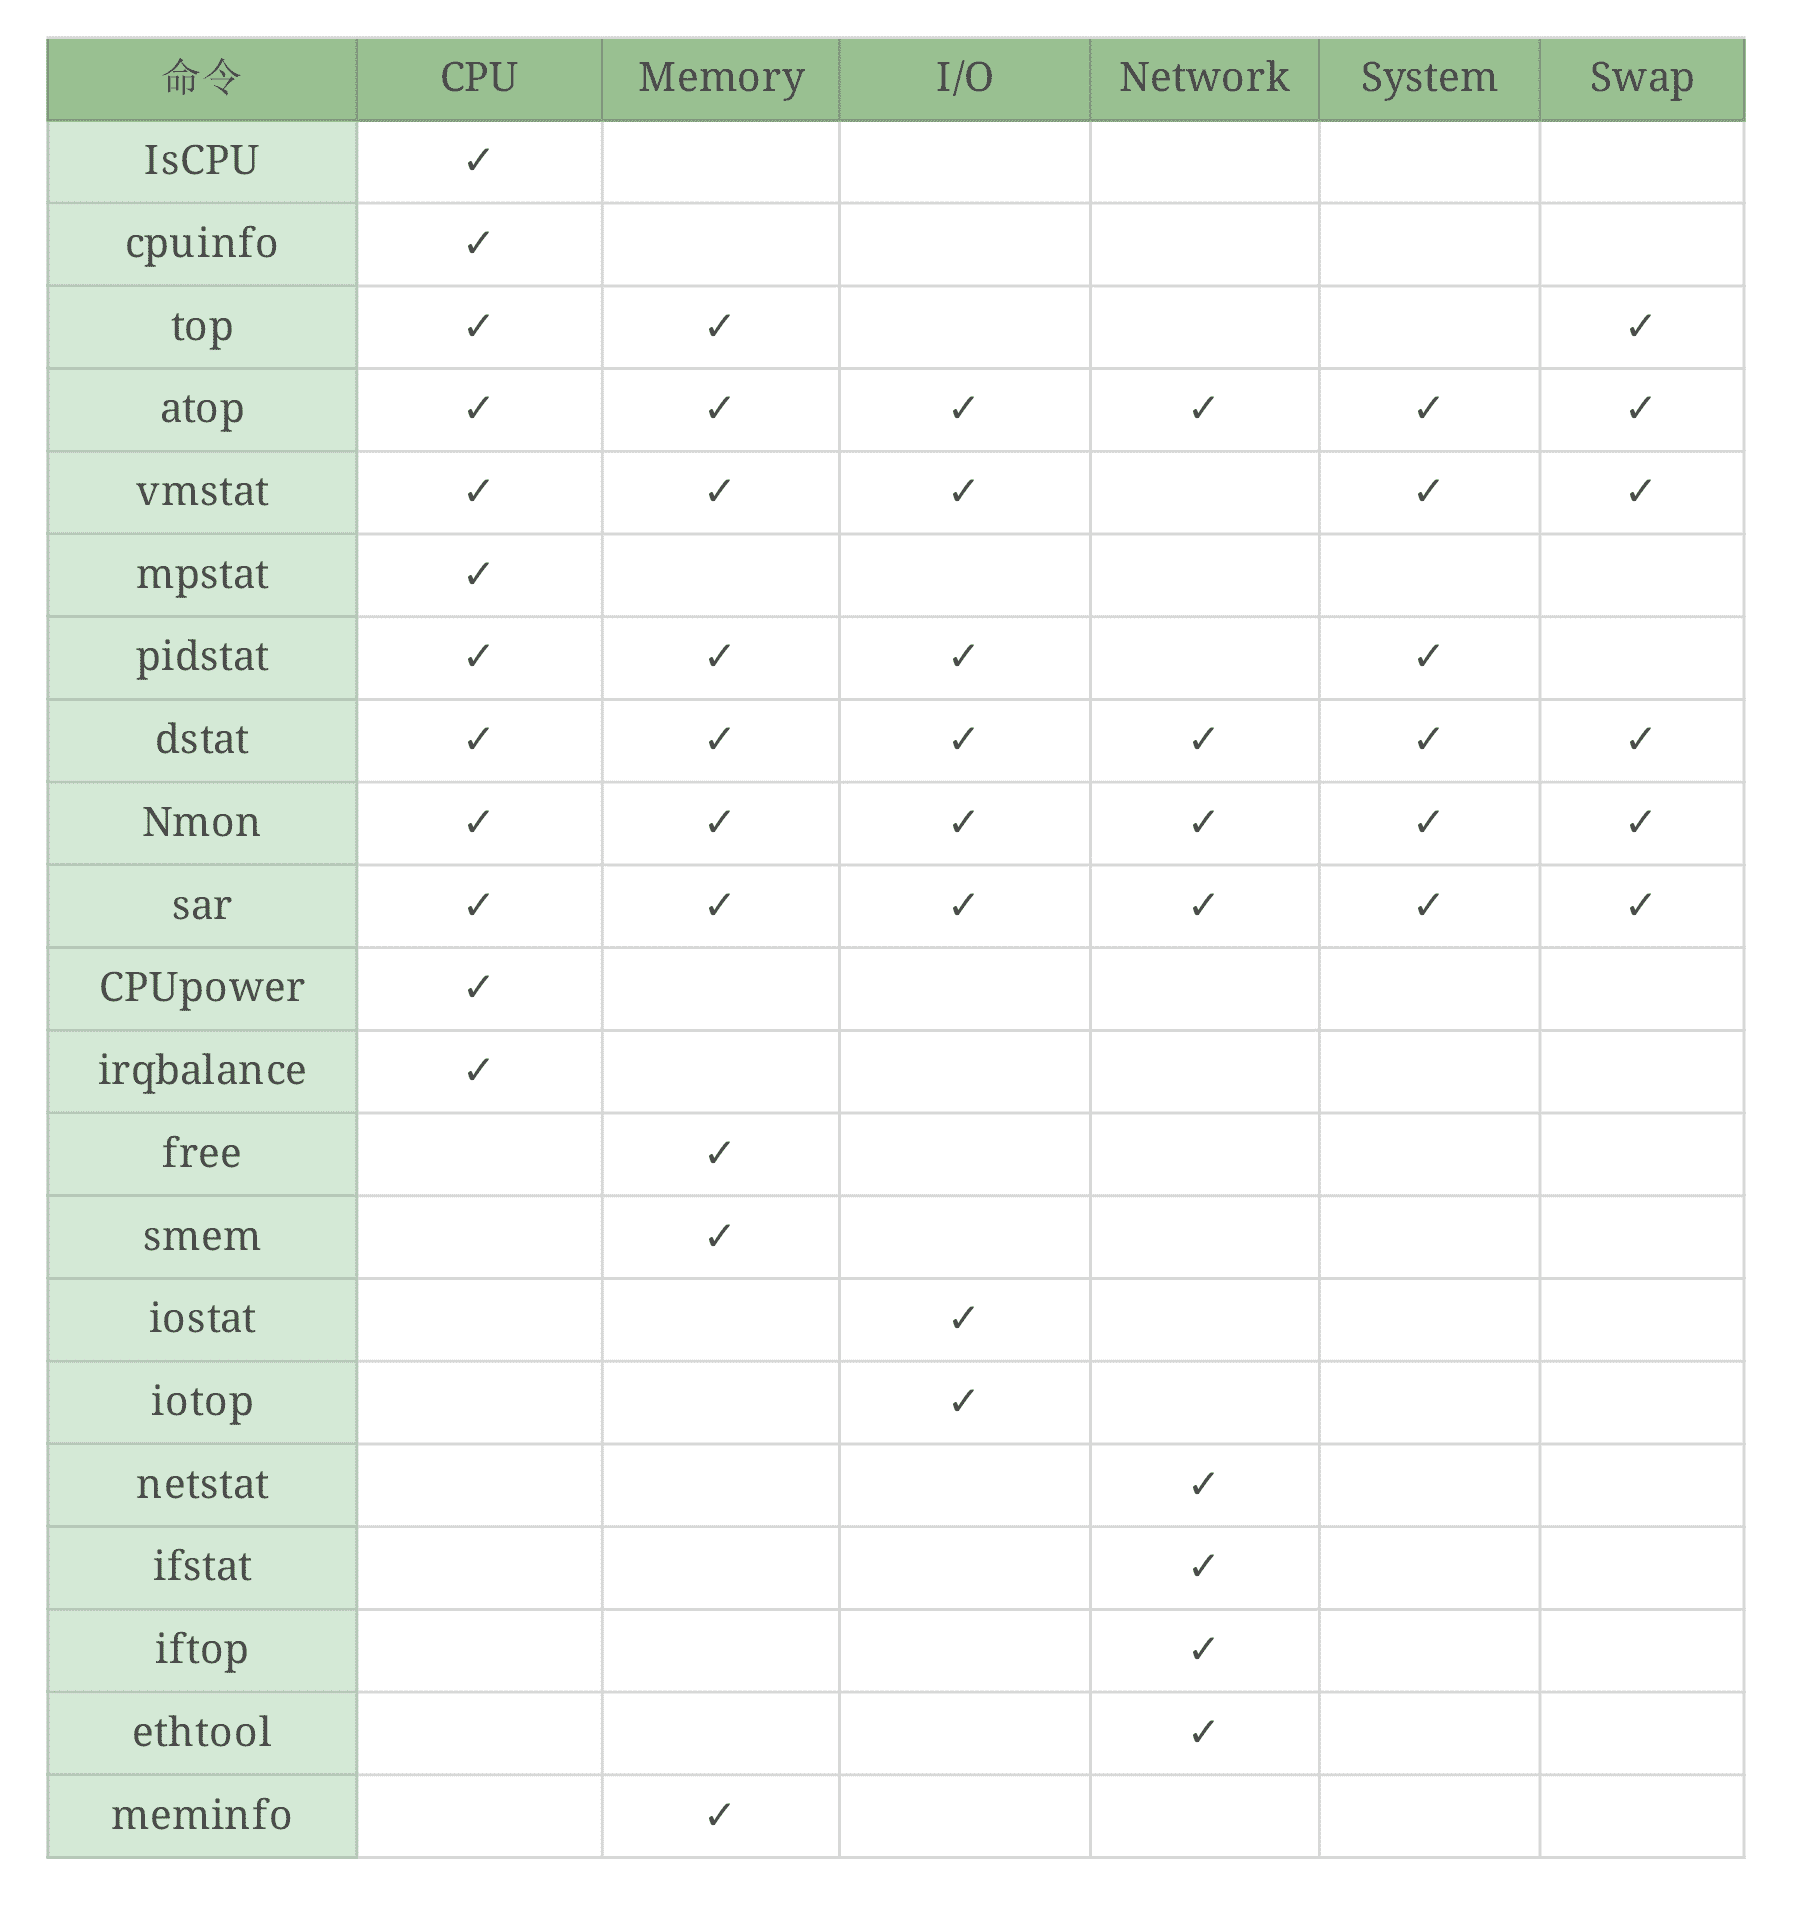 命令 CPU Memory I/O Network System Swap
IsCPU ✓
cpuinfo ✓
top ✓ ✓ ✓
atop ✓ ✓ ✓ ✓ ✓ ✓
vmstat ✓ ✓ ✓ ✓ ✓
mpstat ✓
pidstat ✓ ✓ ✓ ✓
dstat ✓ ✓ ✓ ✓ ✓ ✓
Nmon ✓ ✓ ✓ ✓ ✓ ✓
sar ✓ ✓ ✓ ✓ ✓ ✓
CPUpower ✓
irqbalance ✓
free ✓
smem ✓
iostat ✓
iotop ✓
netstat ✓
ifstat ✓
iftop ✓
ethtool ✓
meminfo ✓